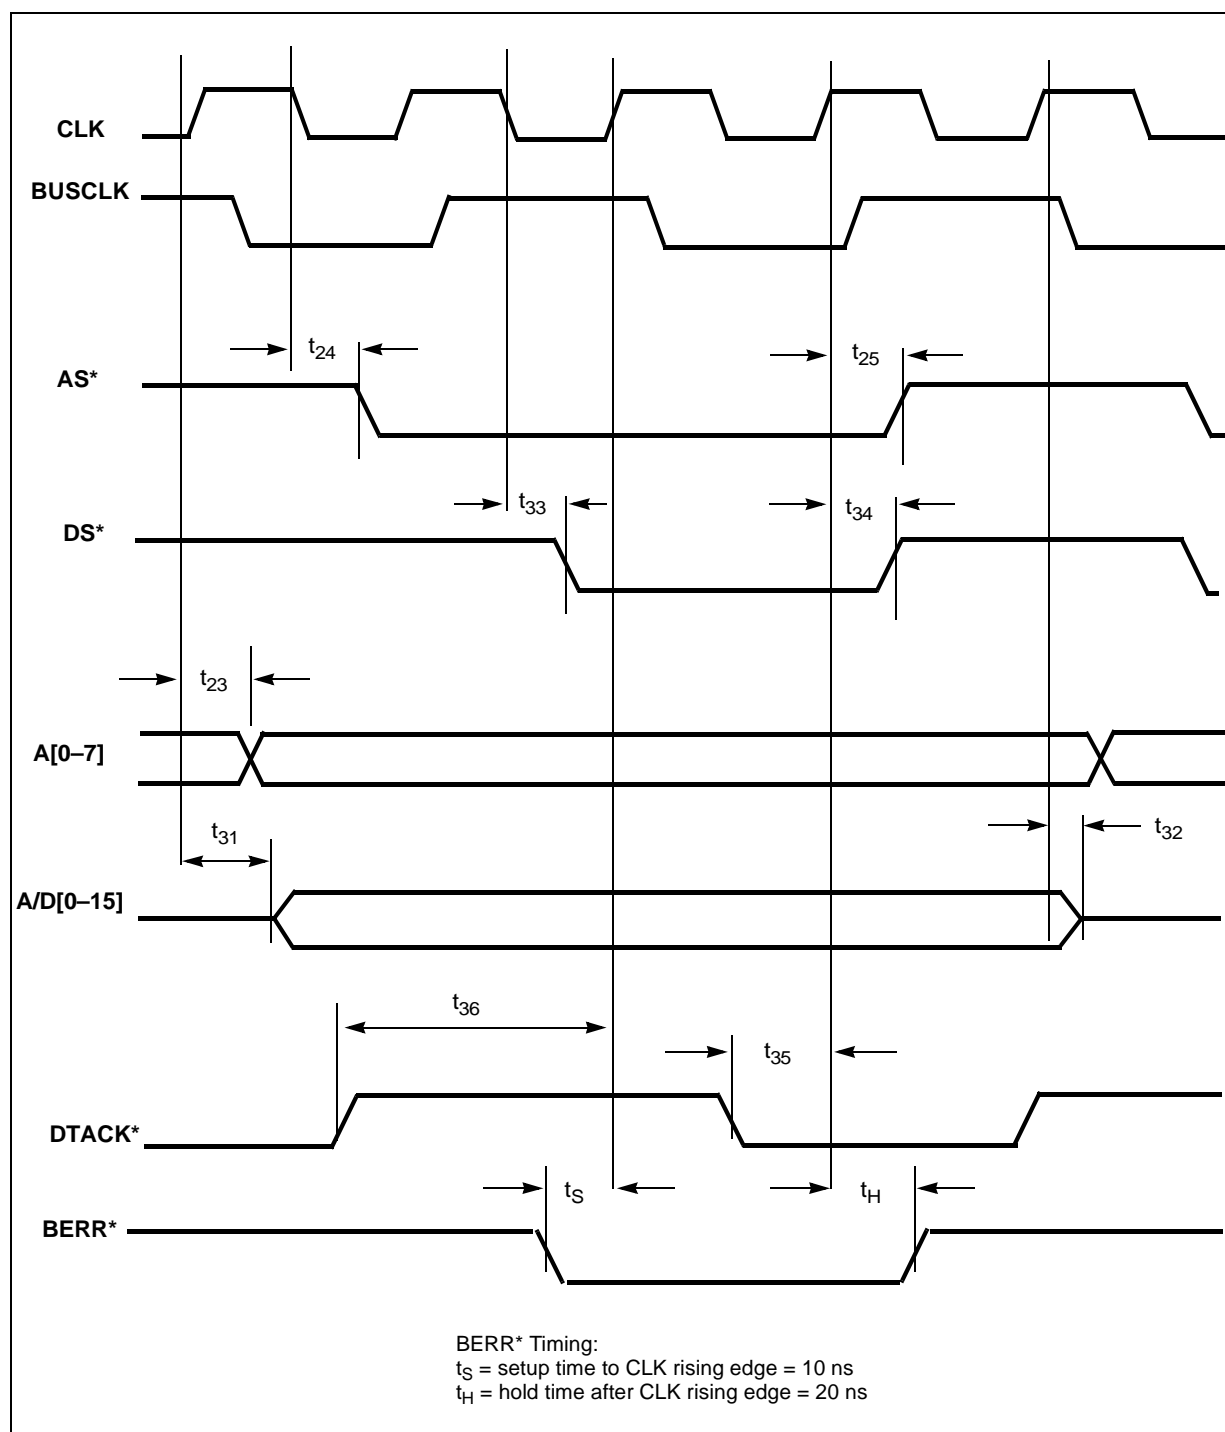 CLK
BUSCLK
t24
t25
AS*
t33
t34
DS*
t23
A[0–7]
t31
t32
A/D[0–15]
t36
t35
DTACK*
tS
tH
BERR*
BERR* Timing:
tS = setup time to CLK rising edge = 10 ns
tH = hold time after CLK rising edge = 20 ns